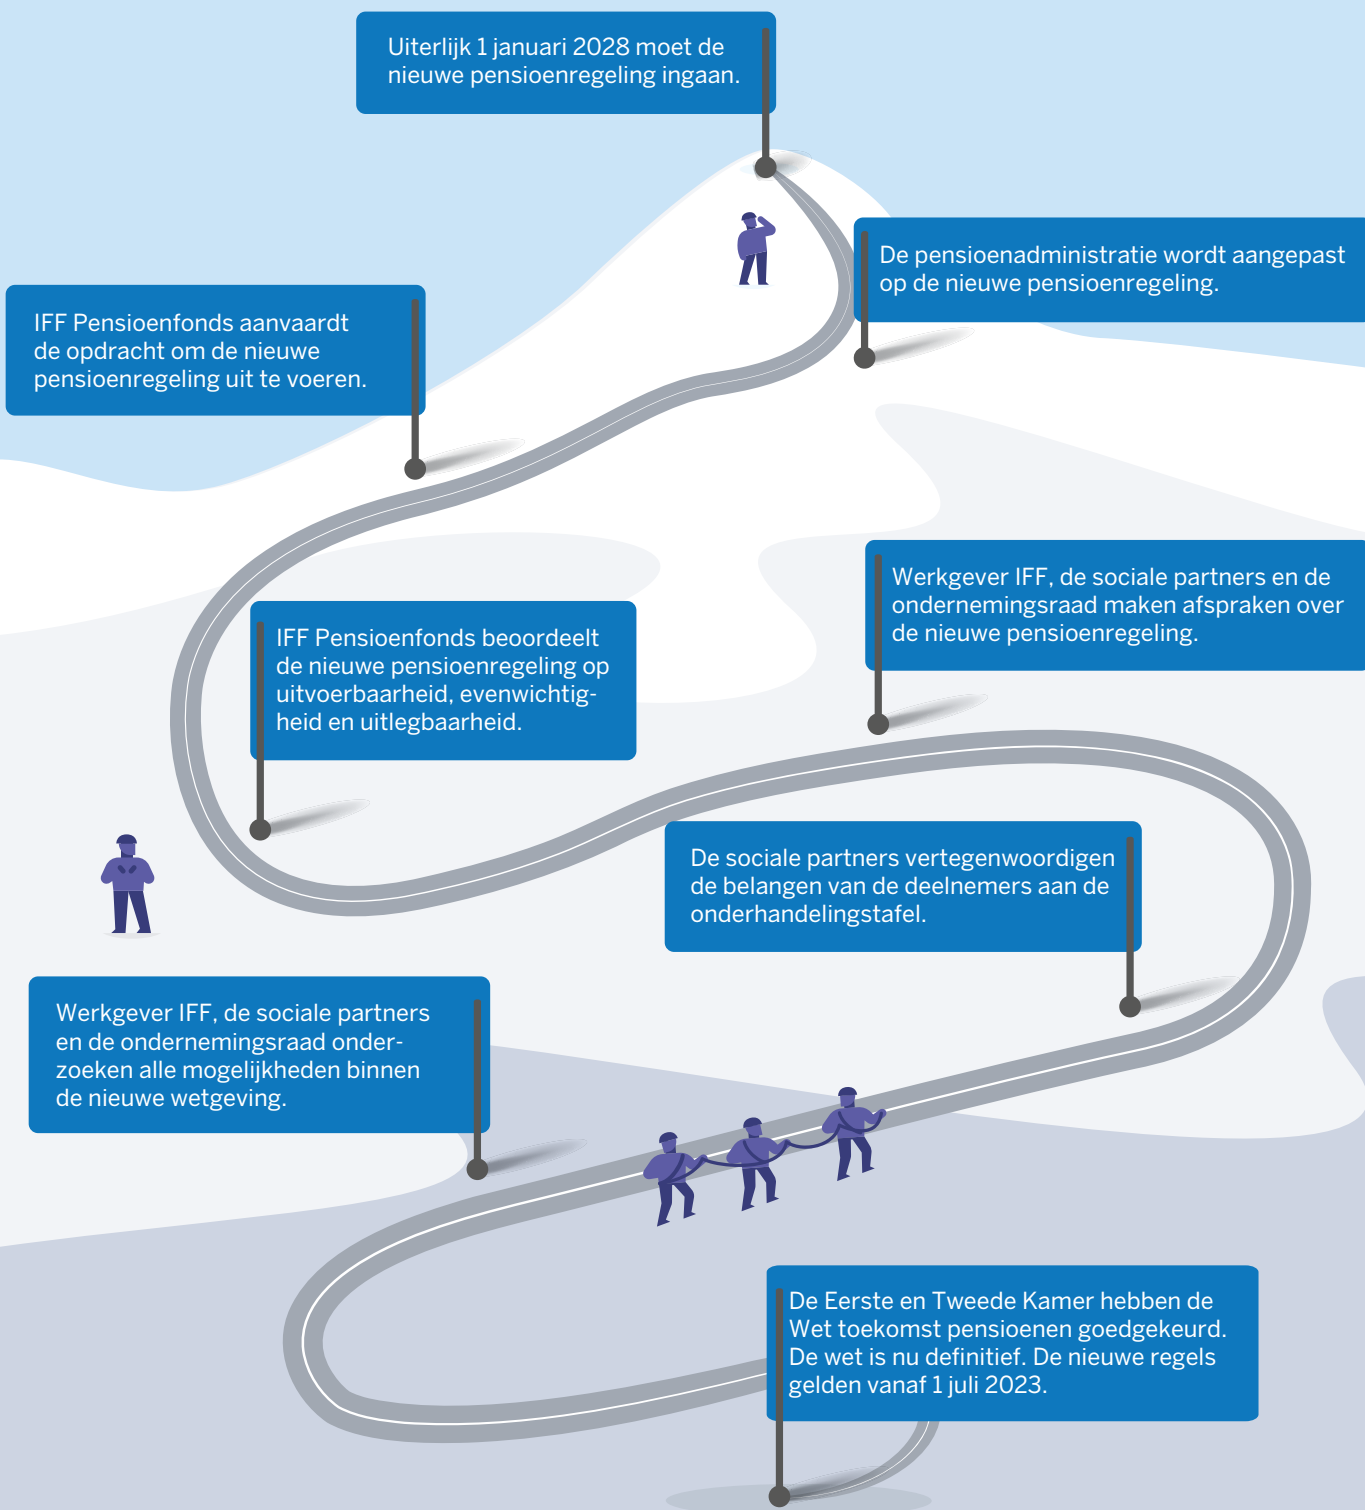 Uiterlijk 1 januari 2028 moet de
nieuwe pensioenregeling ingaan.
De pensioenadministratie wordt aangepast
op de nieuwe pensioenregeling.
IFF Pensioenfonds aanvaardt
de opdracht om de nieuwe
pensioenregeling uit te voeren.
Werkgever IFF, de sociale partners en de
ondernemingsraad maken afspraken over
de nieuwe pensioenregeling.
IFF Pensioenfonds beoordeelt
de nieuwe pensioenregeling op
uitvoerbaarheid, evenwichtig-
heid en uitlegbaarheid.
De sociale partners vertegenwoordigen
de belangen van de deelnemers aan de
onderhandelingstafel.
Werkgever IFF, de sociale partners
en de ondernemingsraad onder-
zoeken alle mogelijkheden binnen
de nieuwe wetgeving.
De Eerste en Tweede Kamer hebben de
Wet toekomst pensioenen goedgekeurd.
De wet is nu definitief. De nieuwe regels
gelden vanaf 1 juli 2023.